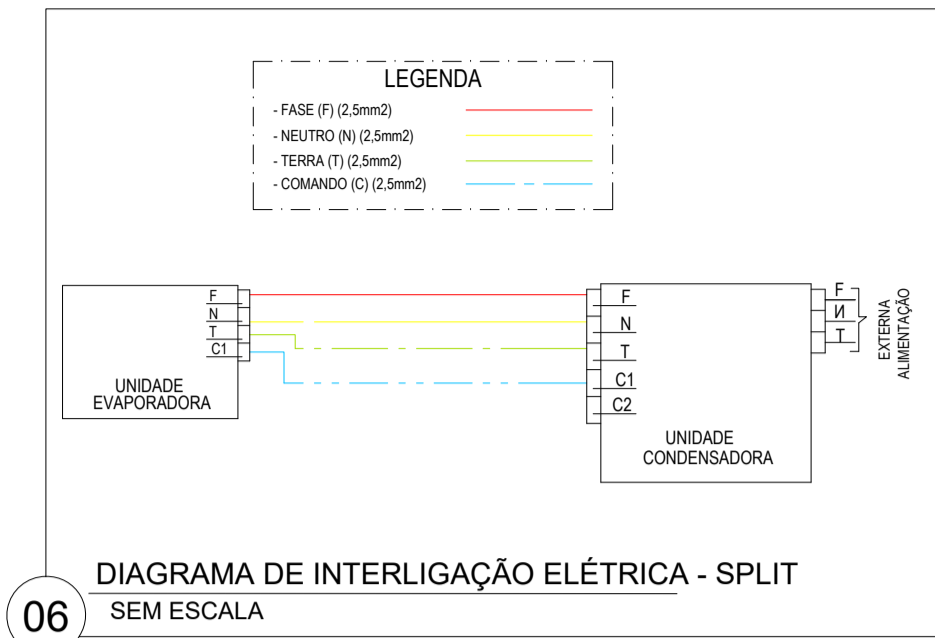 LEGENDA
- FASE (F) (2,5mm2)
- NEUTRO (N) (2,5mm2)
- TERRA (T) (2,5mm2)
- COMANDO (C) (2,5mm2)
F
N
T
C1
UNIDADE
EVAPORADORA
F
N
T
C1
C2
UNIDADE
CONDENSADORA
F
N
T
EXTERNA
ALIMENTAÇÃO
DIAGRAMA DE INTERLIGAÇÃO ELÉTRICA - SPLIT
06
SEM ESCALA